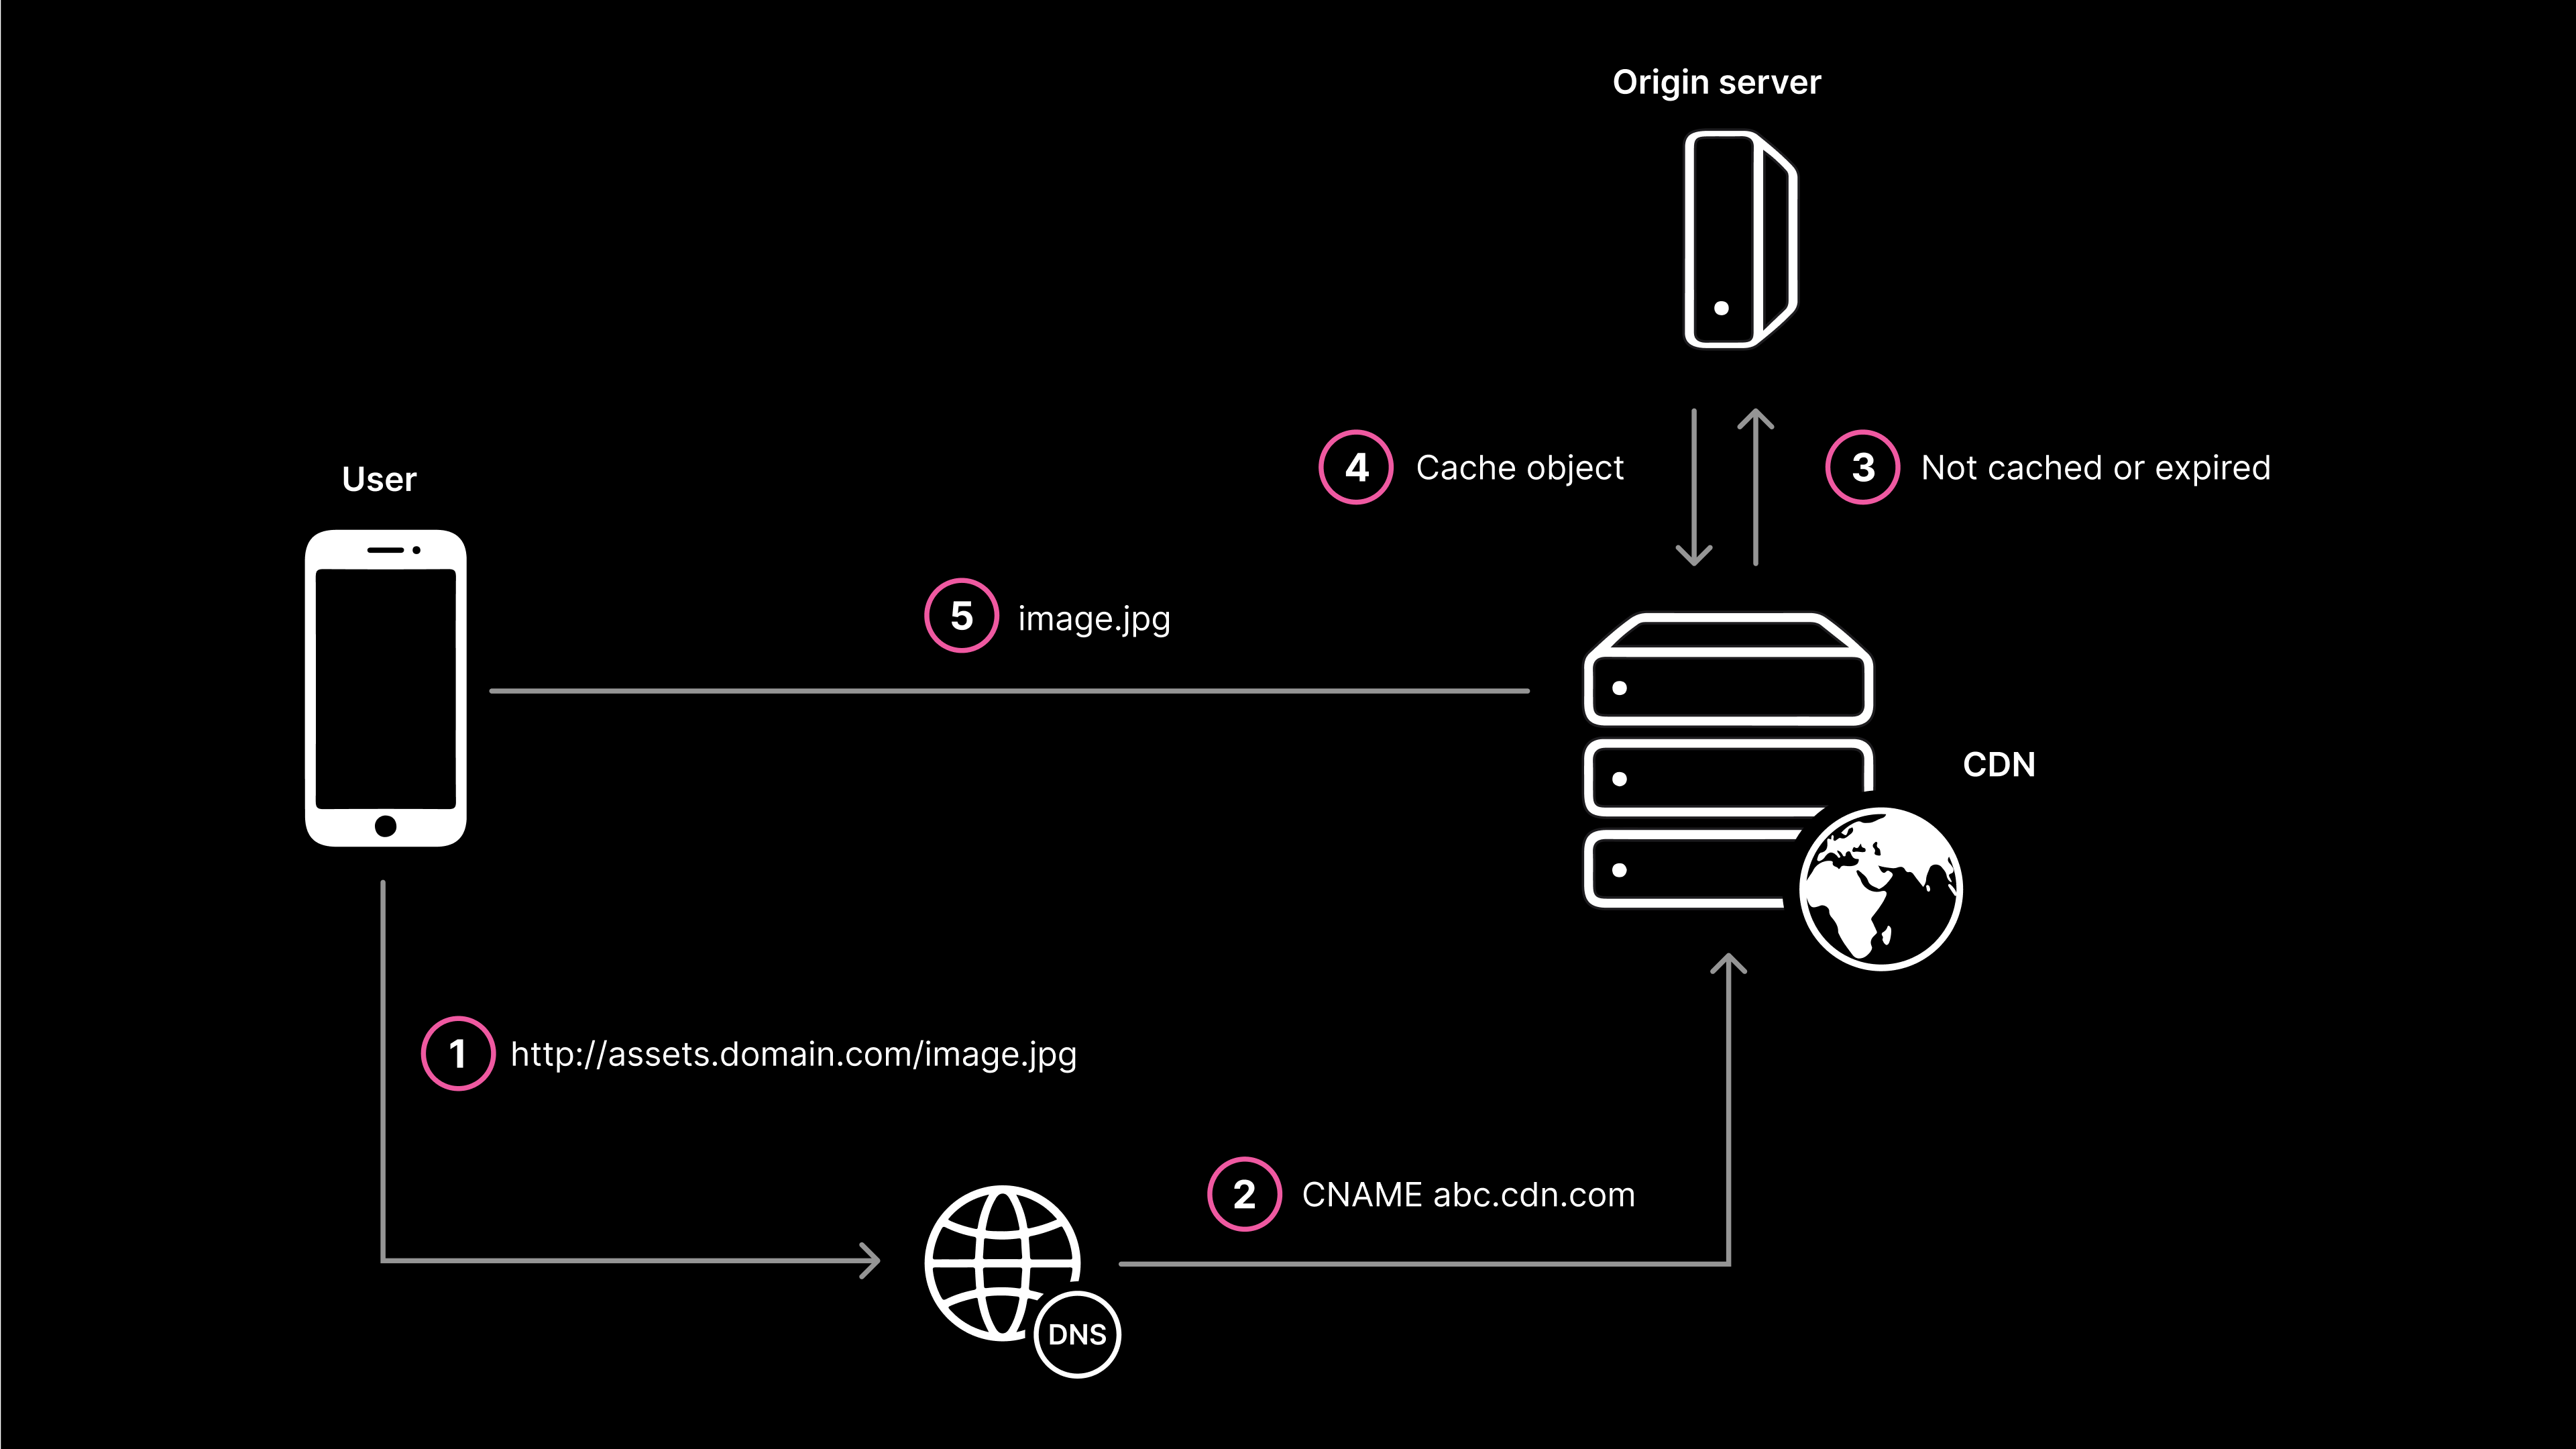 Origin server
4 Cache object
3 Not cached or expired
User
5 image.jpg
CDN
1 http://assets.domain.com/image.jpg
2 CNAME abc.cdn.com
DNS